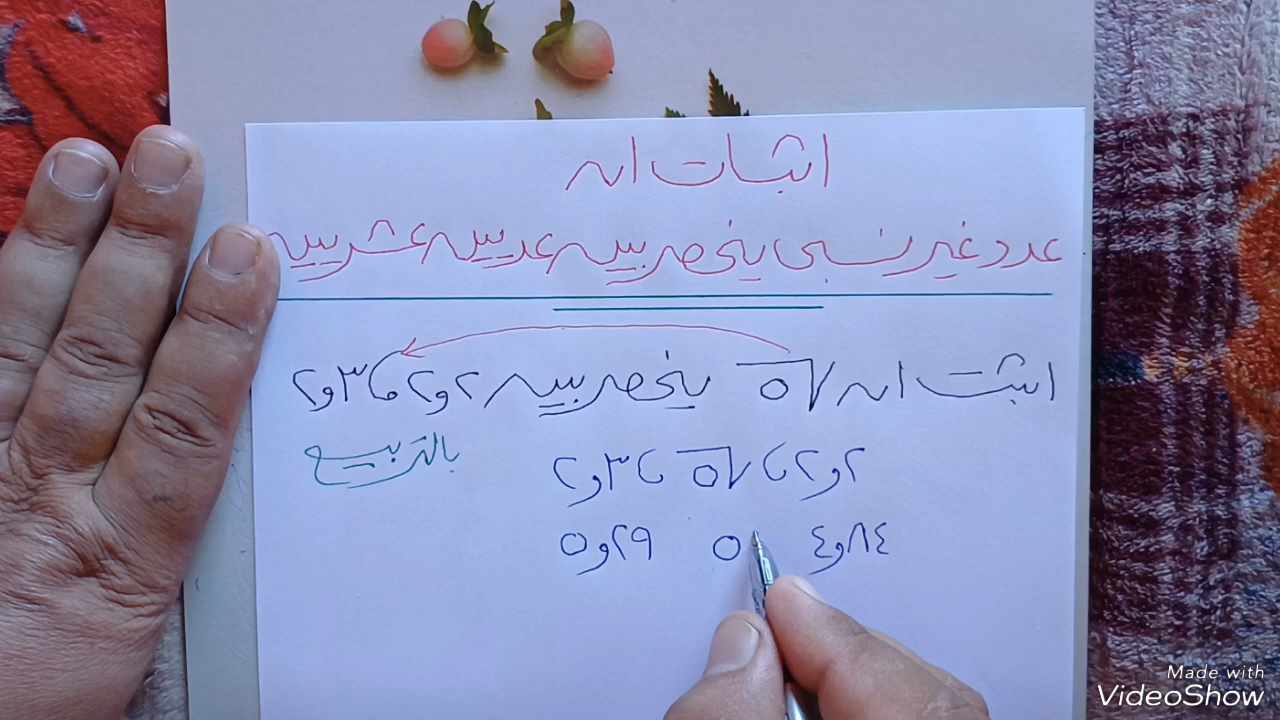 اثبات ان
عدد غير نسبي ينحصر بين عددين عشريين
اثبت ان √٥ ينحصر بين ٢و٢ ، ٢و٣
بالتربيع
٢و٢ ، √٥ ، ٢و٣
٤و٨٤ ٥ ٥و٢٩
Made with
VideoShow